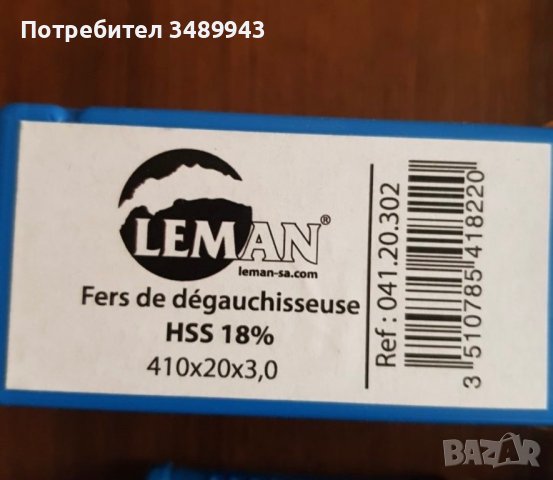 Потребител 3489943
LEMAN®
leman-sa.com
Fers de dégauchisseuse
HSS 18%
410x20x3,0
Ref : 041.20.302
3 510785 418220
BAZAR